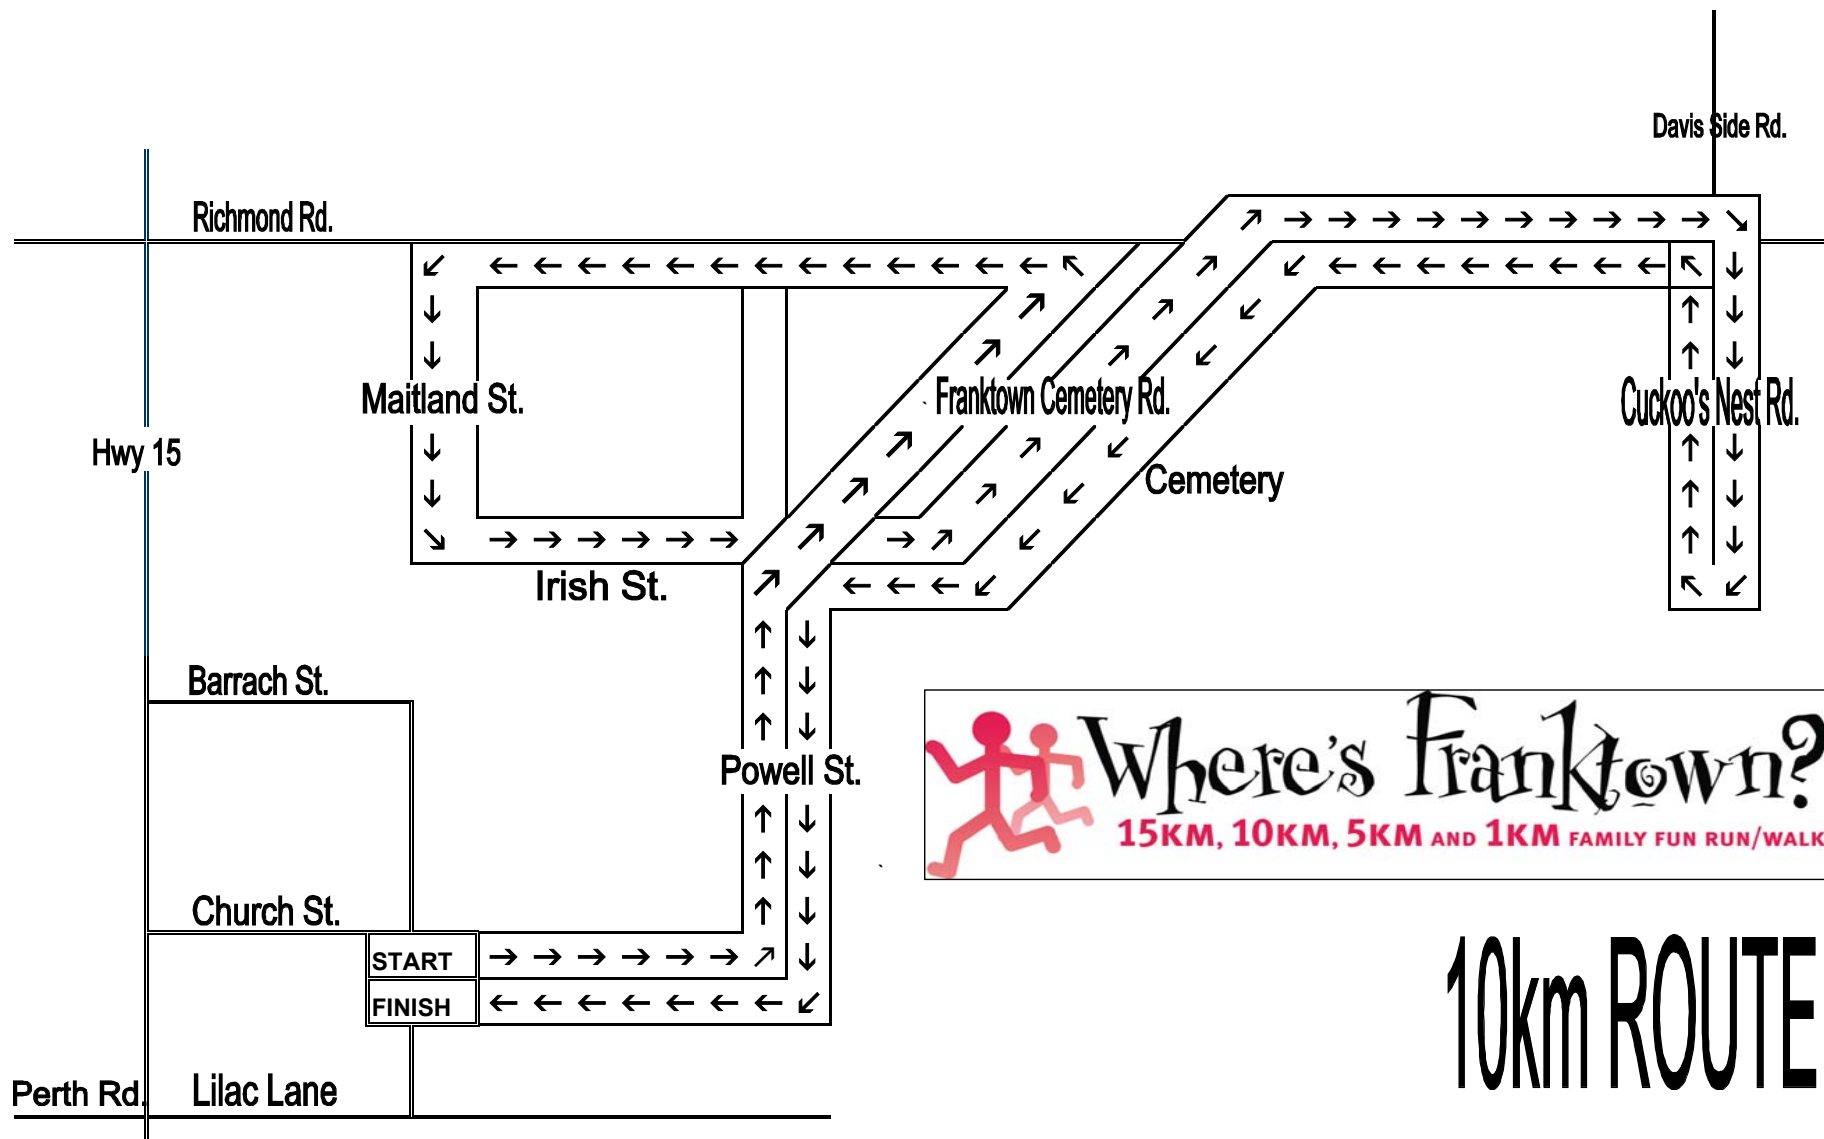 Davis Side Rd.
Richmond Rd.
Maitland St.
Franktown Cemetery Rd.
Cuckoo's Nest Rd.
Hwy 15
Cemetery
Irish St.
Barrach St.
Powell St.
Where's Franktown?
15KM, 10KM, 5KM AND 1KM FAMILY FUN RUN/WALK
Church St.
START
FINISH
10km ROUTE
Perth Rd.
Lilac Lane